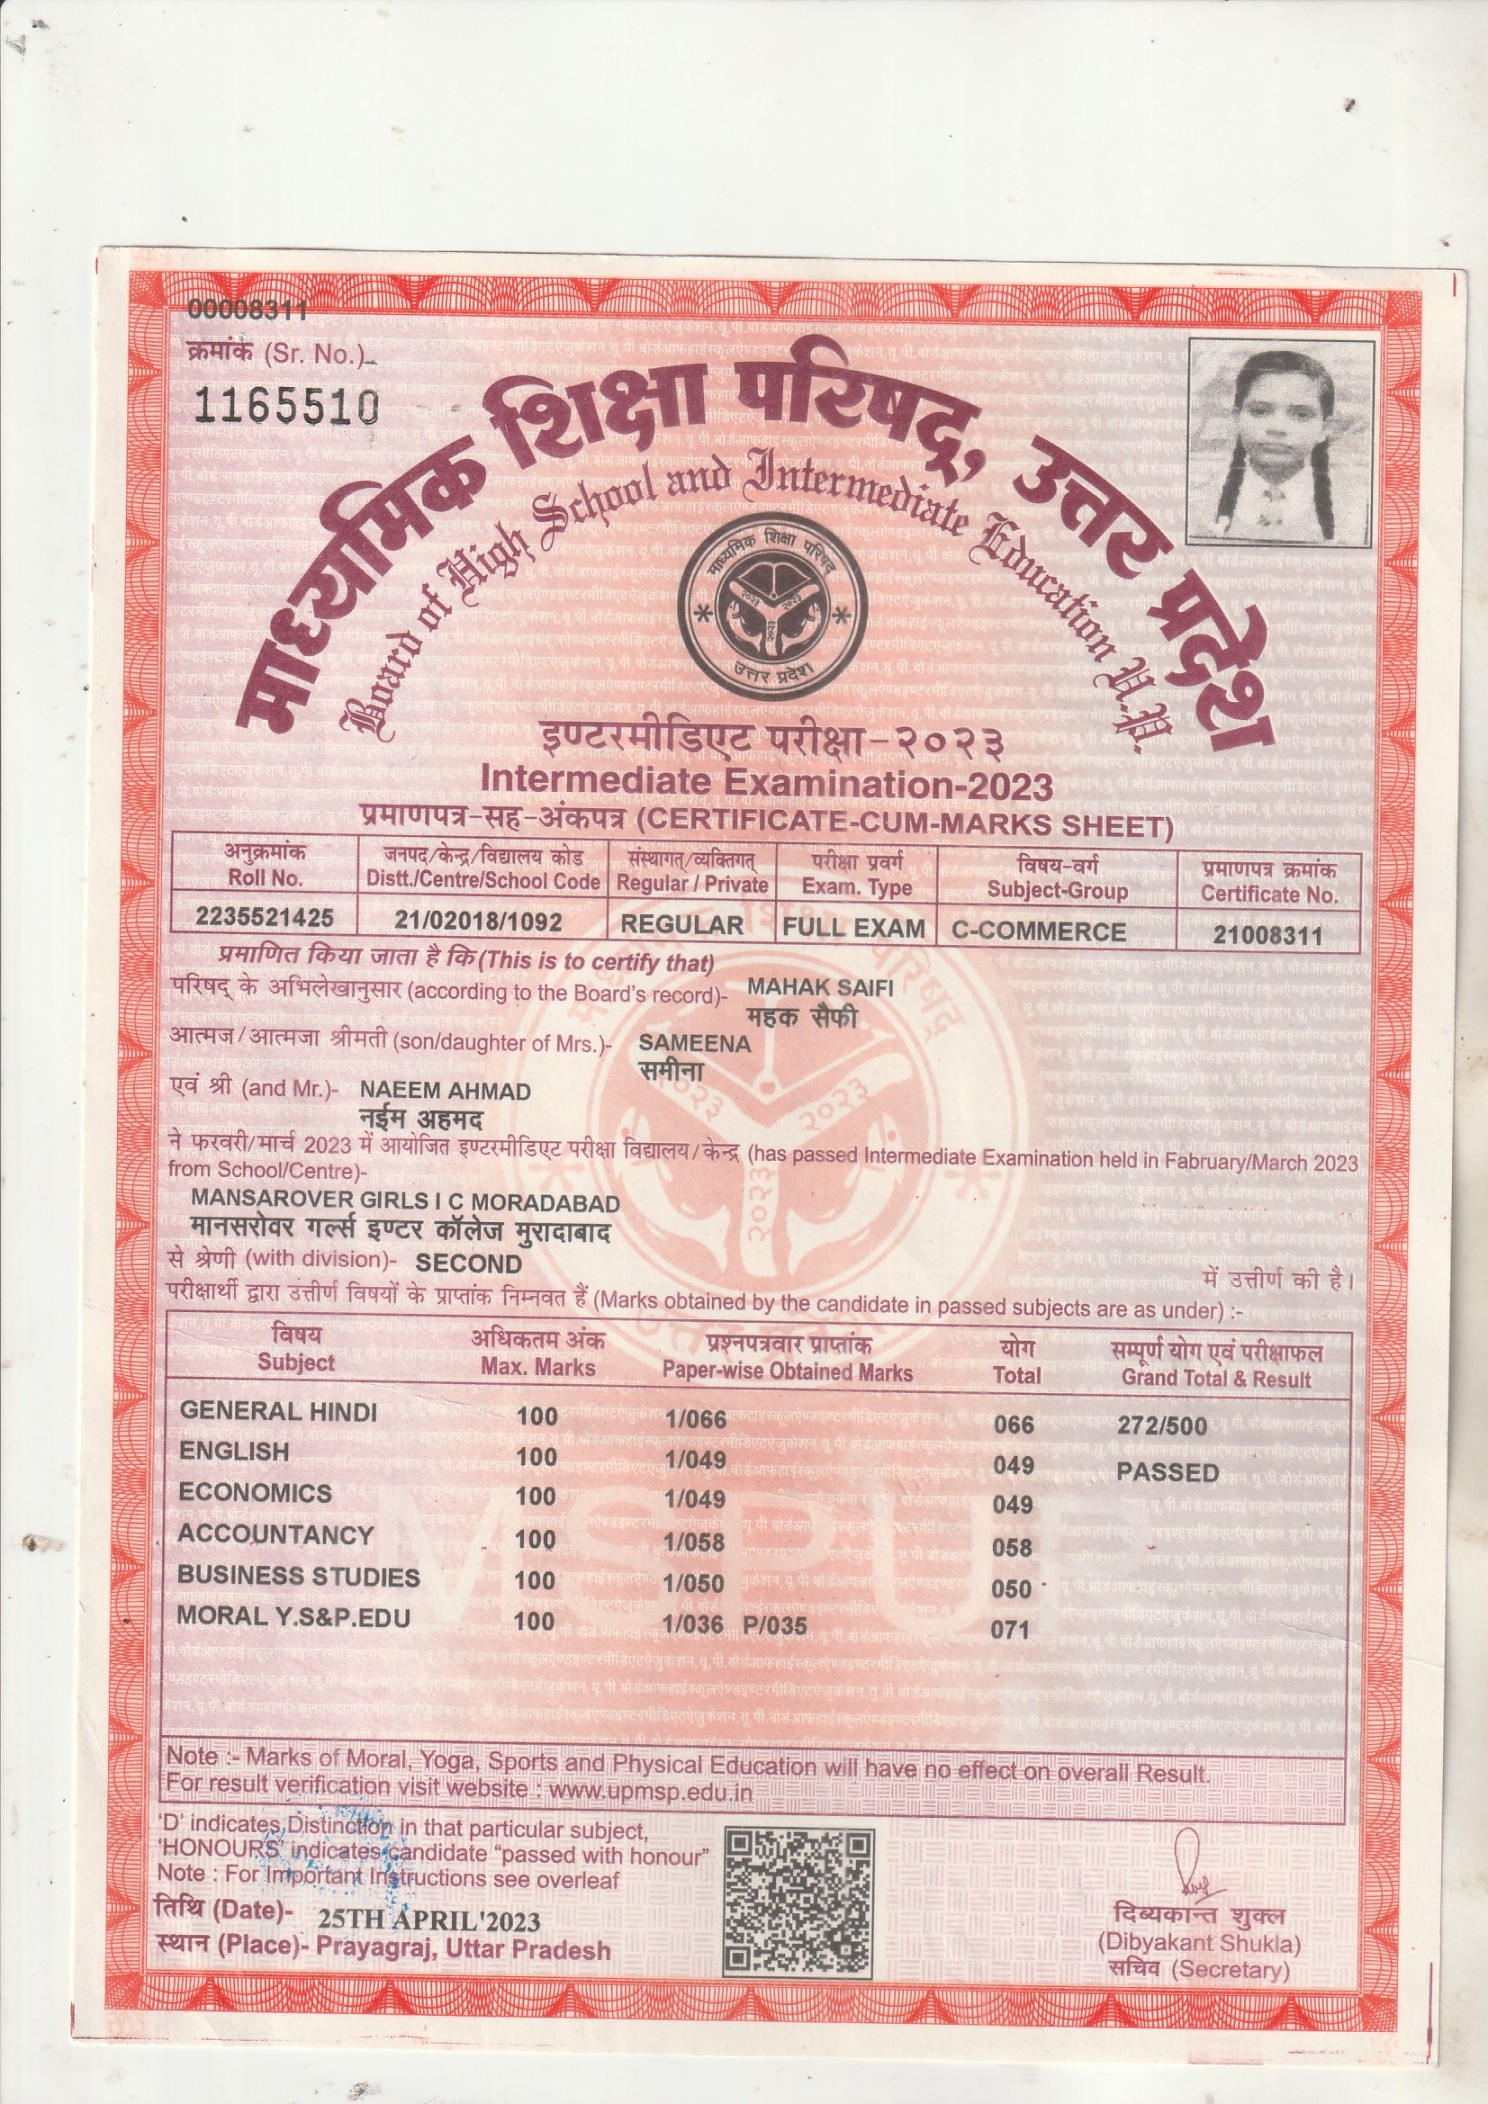 00008311
क्रमांक (Sr. No.)
1165510
माध्यमिक शिक्षा परिषद्, उत्तर प्रदेश
Board of High School and Intermediate Education U.P.
माध्यमिक शिक्षा परिषद
२०२३ २०२३
२०२३
उत्तर प्रदेश
इण्टरमीडिएट परीक्षा-२०२३
Intermediate Examination-2023
प्रमाणपत्र-सह-अंकपत्र (CERTIFICATE-CUM-MARKS SHEET)
अनुक्रमांक जनपद/केन्द्र/विद्यालय कोड संस्थागत्/व्यक्तिगत् परीक्षा प्रवर्ग विषय-वर्ग प्रमाणपत्र क्रमांक
Roll No. Distt./Centre/School Code Regular / Private Exam. Type Subject-Group Certificate No.
2235521425 21/02018/1092 REGULAR FULL EXAM C-COMMERCE 21008311
प्रमाणित किया जाता है कि (This is to certify that)
परिषद् के अभिलेखानुसार (according to the Board's record)- MAHAK SAIFI
महक सैफी
आत्मज/आत्मजा श्रीमती (son/daughter of Mrs.)- SAMEENA
समीना
एवं श्री (and Mr.)- NAEEM AHMAD
नईम अहमद
ने फरवरी/मार्च 2023 में आयोजित इण्टरमीडिएट परीक्षा विद्यालय/केन्द्र (has passed Intermediate Examination held in Fabruary/March 2023
from School/Centre)-
MANSAROVER GIRLS I C MORADABAD
मानसरोवर गर्ल्स इण्टर कॉलेज मुरादाबाद
से श्रेणी (with division)- SECOND में उत्तीर्ण की है।
परीक्षार्थी द्वारा उत्तीर्ण विषयों के प्राप्तांक निम्नवत हैं (Marks obtained by the candidate in passed subjects are as under) :-
विषय अधिकतम अंक प्रश्नपत्रवार प्राप्तांक योग सम्पूर्ण योग एवं परीक्षाफल
Subject Max. Marks Paper-wise Obtained Marks Total Grand Total & Result
GENERAL HINDI 100 1/066 066 272/500
ENGLISH 100 1/049 049 PASSED
ECONOMICS 100 1/049 049
ACCOUNTANCY 100 1/058 058
BUSINESS STUDIES 100 1/050 050
MORAL Y.S&P.EDU 100 1/036 P/035 071
Note :- Marks of Moral, Yoga, Sports and Physical Education will have no effect on overall Result.
For result verification visit website : www.upmsp.edu.in
'D' indicates Distinction in that particular subject,
'HONOURS' indicates candidate "passed with honour"
Note : For Important Instructions see overleaf
तिथि (Date)- 25TH APRIL'2023
स्थान (Place)- Prayagraj, Uttar Pradesh
दिव्यकान्त शुक्ल
(Dibyakant Shukla)
सचिव (Secretary)